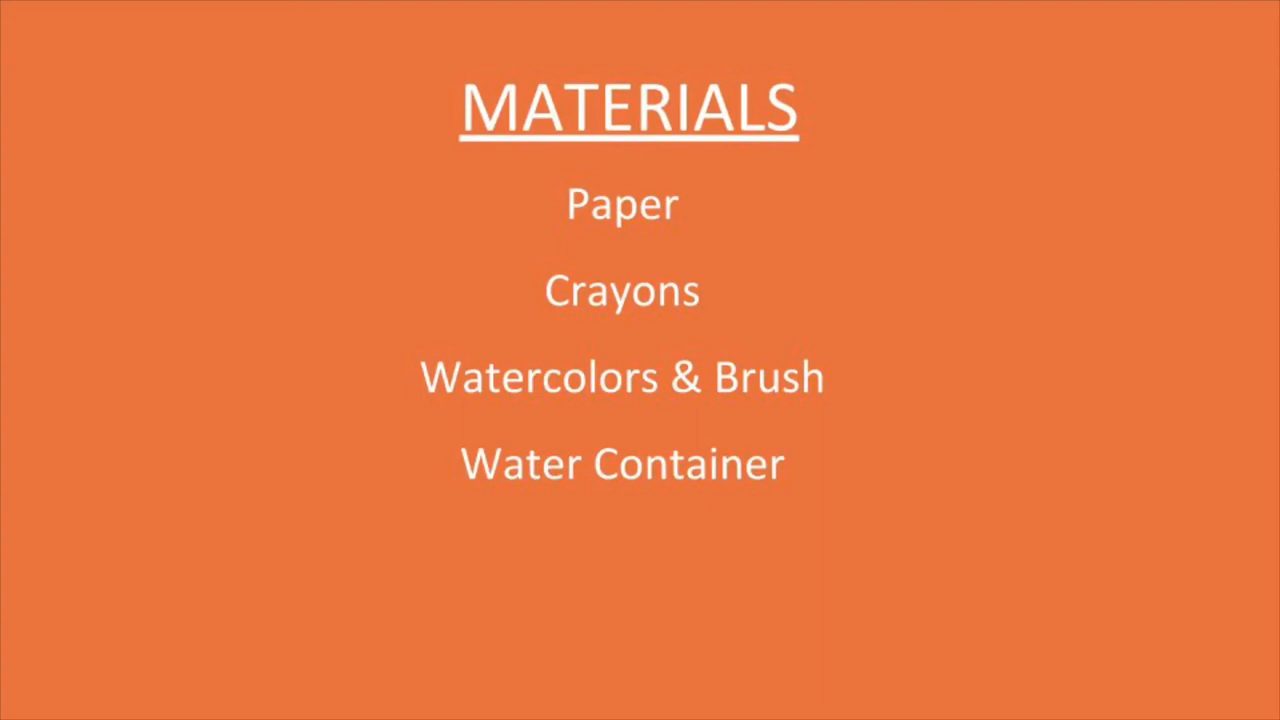 MATERIALS
Paper
Crayons
Watercolors & Brush
Water Container